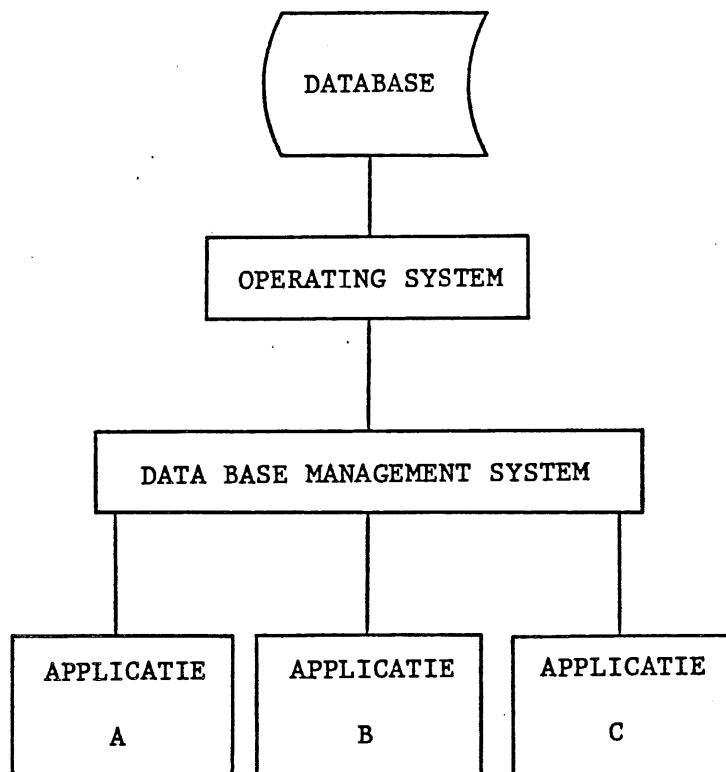 DATABASE
OPERATING SYSTEM
DATA BASE MANAGEMENT SYSTEM
APPLICATIE
A
APPLICATIE
B
APPLICATIE
C